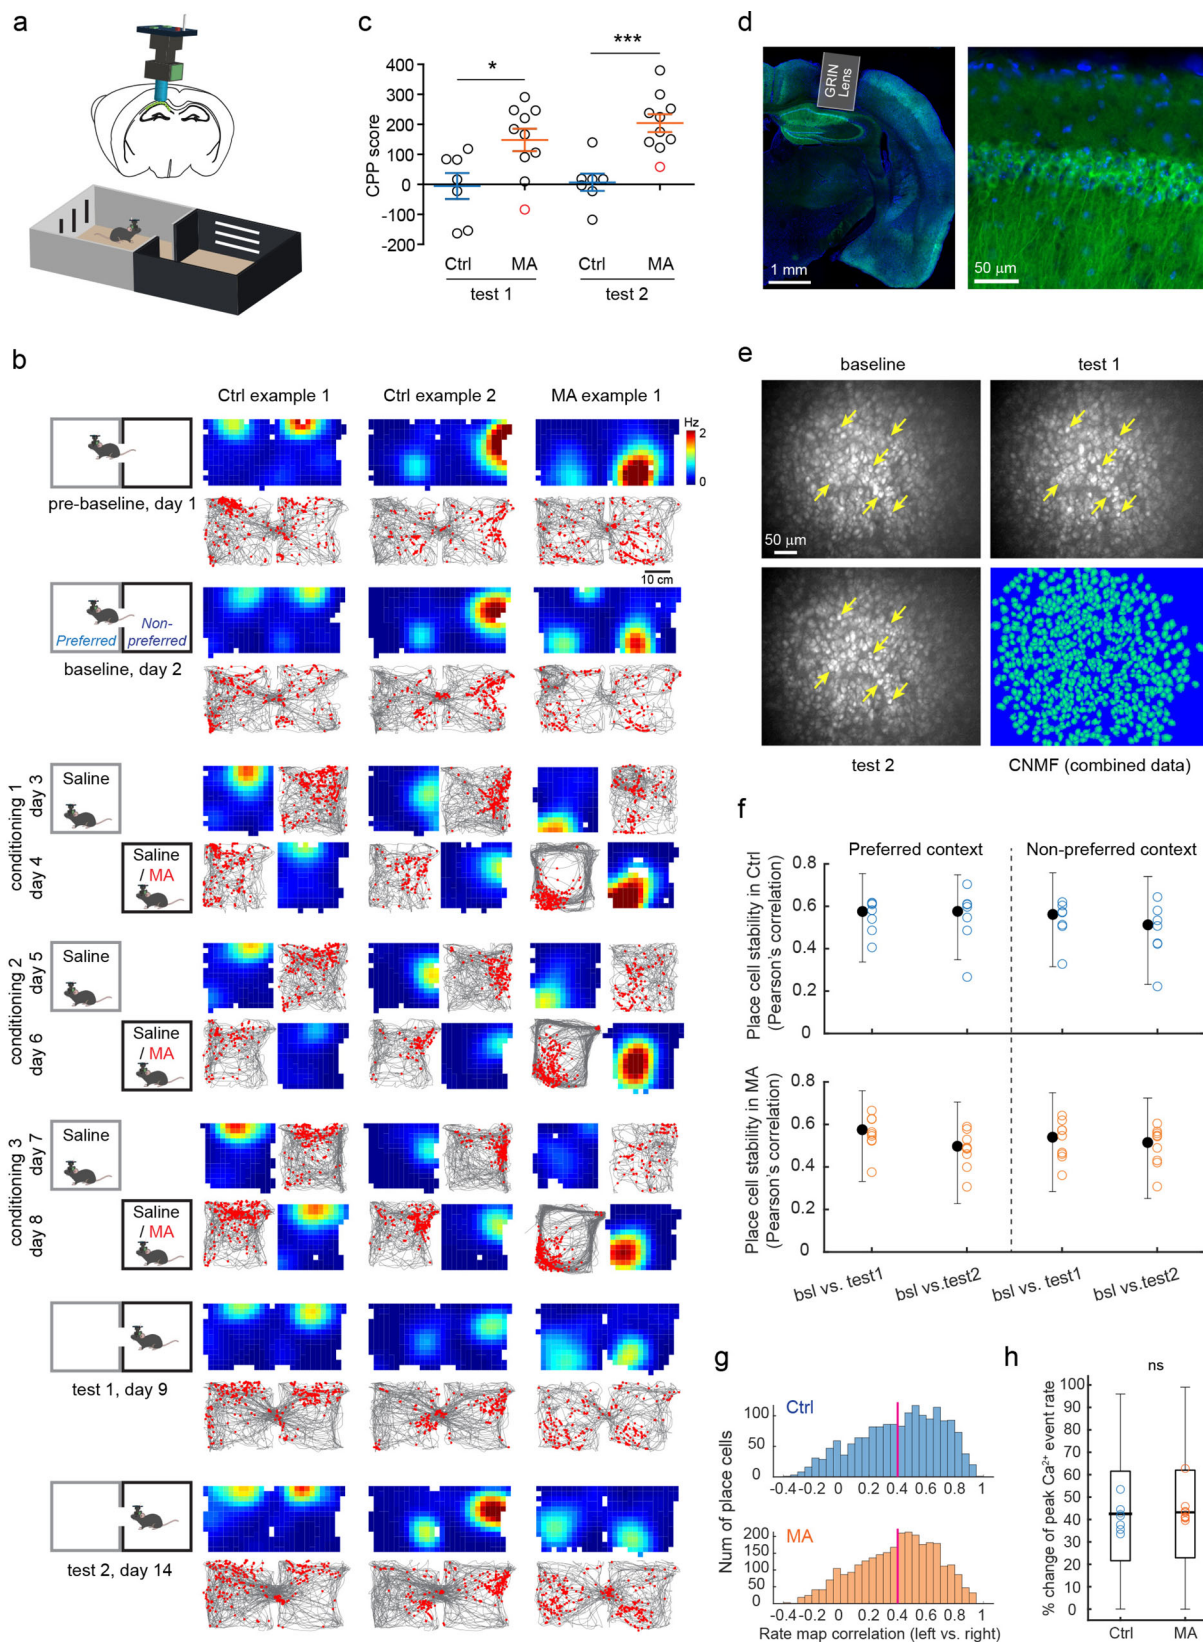 a
b
Ctrl example 1
Ctrl example 2
MA example 1
Hz
2
0
pre-baseline, day 1
10 cm
Preferred
Non-
preferred
baseline, day 2
conditioning 1
day 3
Saline
day 4
Saline
/ MA
conditioning 2
day 5
Saline
day 6
Saline
/ MA
conditioning 3
day 7
Saline
day 8
Saline
/ MA
test 1, day 9
test 2, day 14
c
CPP score
400
300
200
100
0
-100
-200
*
***
Ctrl
MA
Ctrl
MA
test 1
test 2
d
GRIN
Lens
1 mm
50 µm
e
baseline
test 1
50 µm
test 2
CNMF (combined data)
f
Preferred context
Non-preferred context
Place cell stability in Ctrl
(Pearson's correlation)
0.8
0.6
0.4
0.2
0
Place cell stability in MA
(Pearson's correlation)
0.8
0.6
0.4
0.2
0
bsl vs. test1
bsl vs.test2
bsl vs. test1
bsl vs.test2
g
Num of place cells
Ctrl
100
50
0
-0.4 -0.2 0 0.2 0.4 0.6 0.8 1
MA
200
150
100
50
0
-0.4 -0.2 0 0.2 0.4 0.6 0.8 1
Rate map correlation (left vs. right)
h
ns
% change of peak Ca²⁺ event rate
100
90
80
70
60
50
40
30
20
10
0
Ctrl
MA